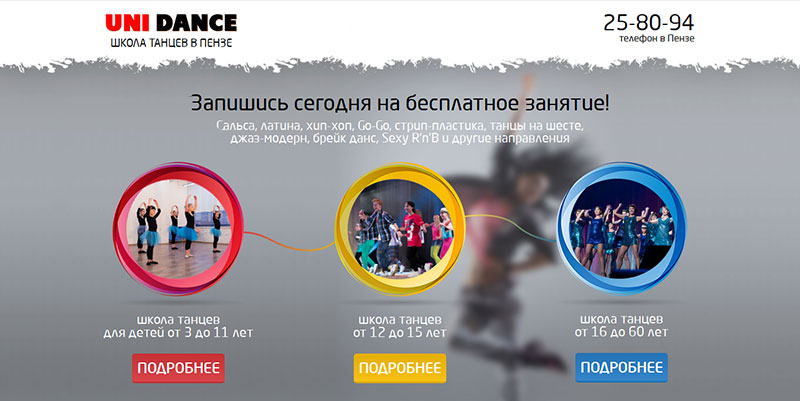 UNI DANCE
ШКОЛА ТАНЦЕВ В ПЕНЗЕ
25-80-94
телефон в Пензе
Запишись сегодня на бесплатное занятие!
Сальса, латина, хип-хоп, Go-Go, стрип-пластика, танцы на шесте,
джаз-модерн, брейк данс, Sexy R'n'B и другие направления
школа танцев
для детей от 3 до 11 лет
школа танцев
от 12 до 15 лет
школа танцев
от 16 до 60 лет
ПОДРОБНЕЕ
ПОДРОБНЕЕ
ПОДРОБНЕЕ